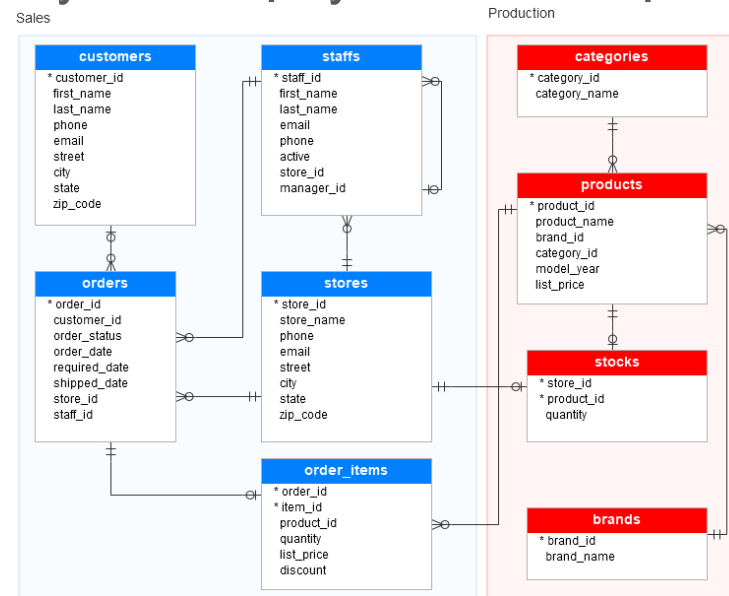 Sales
Production
customers
* customer_id
first_name
last_name
phone
email
street
city
state
zip_code
staffs
* staff_id
first_name
last_name
email
phone
active
store_id
manager_id
categories
* category_id
category_name
products
* product_id
product_name
brand_id
category_id
model_year
list_price
orders
* order_id
customer_id
order_status
order_date
required_date
shipped_date
store_id
staff_id
stores
* store_id
store_name
phone
email
street
city
state
zip_code
stocks
* store_id
* product_id
quantity
order_items
* order_id
* item_id
product_id
quantity
list_price
discount
brands
* brand_id
brand_name